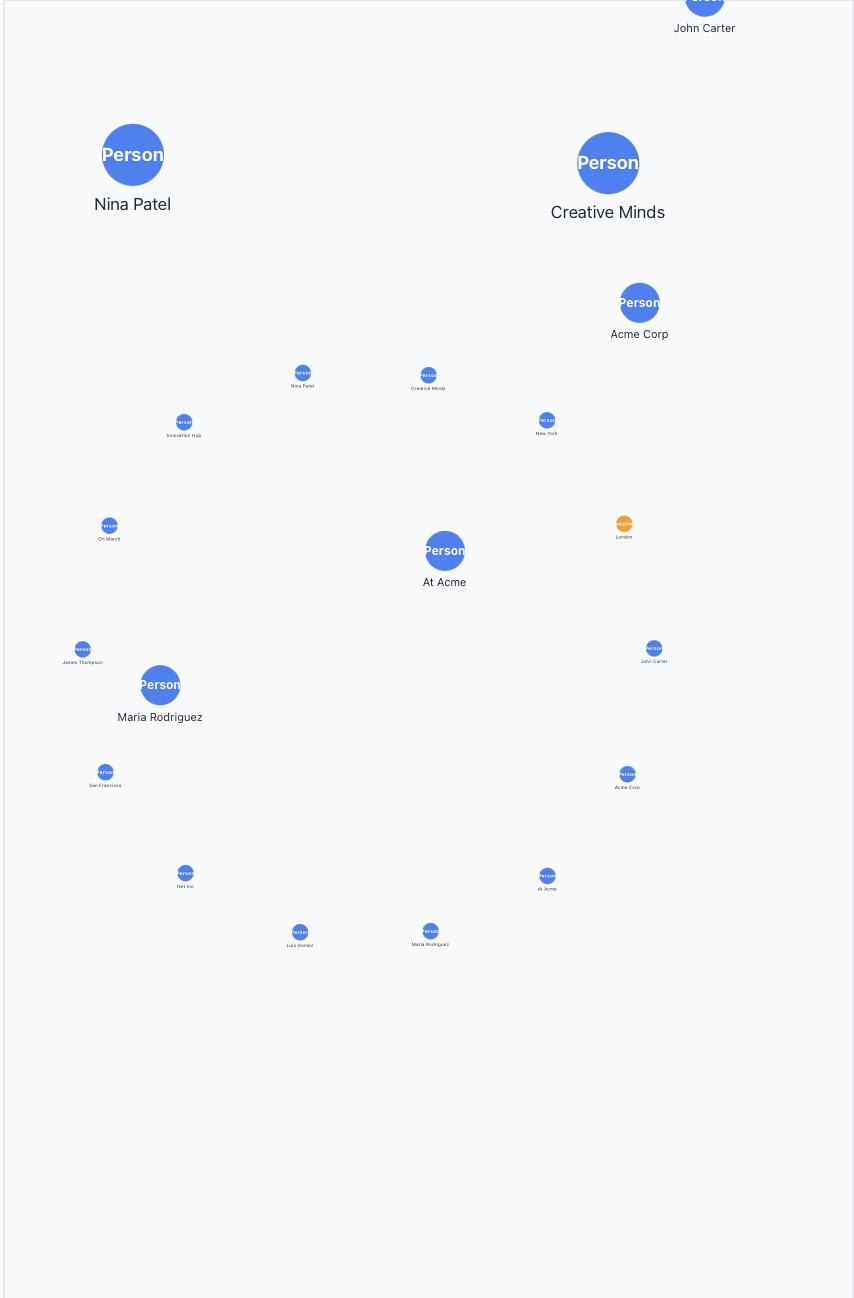 Person
John Carter
Person
Nina Patel
Person
Creative Minds
Person
Acme Corp
Person
Nina Patel
Person
Creative Minds
Person
Innovation Hub
Person
New York
Person
On March
Location
London
Person
At Acme
Person
James Thompson
Person
John Carter
Person
Maria Rodriguez
Person
San Francisco
Person
Acme Corp
Person
Net Inc
Person
At Acme
Person
Luis Gomez
Person
Maria Rodriguez